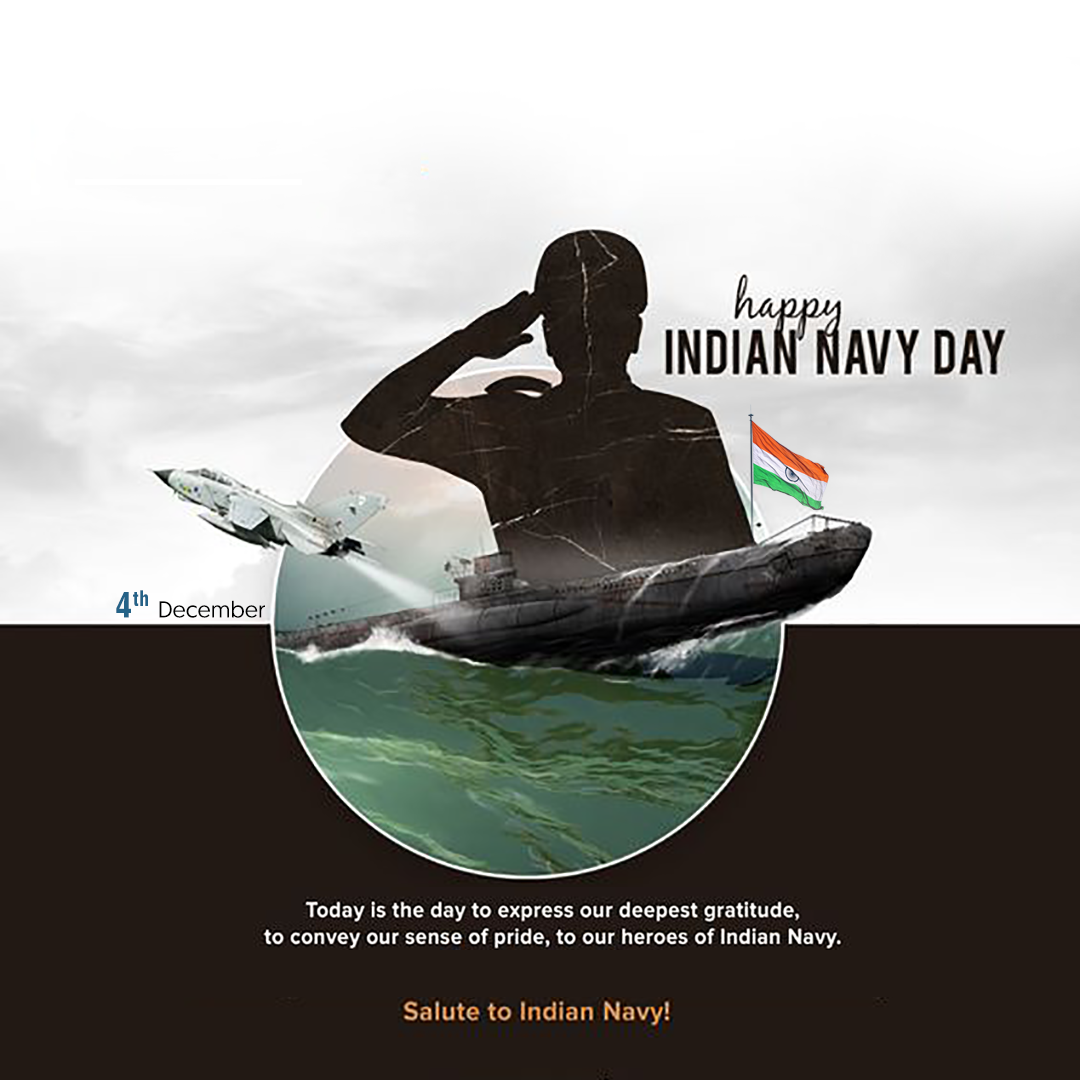 happy
INDIAN NAVY DAY
4th December
Today is the day to express our deepest gratitude,
to convey our sense of pride, to our heroes of Indian Navy.
Salute to Indian Navy!